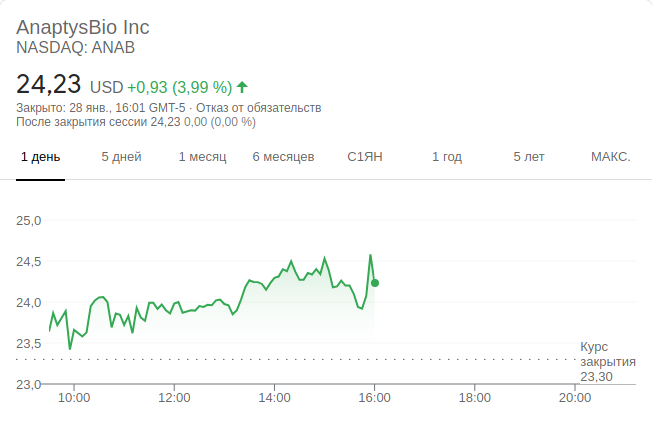 AnaptysBio Inc
NASDAQ: ANAB
24,23 USD +0,93 (3,99 %)
Закрыто: 28 янв., 16:01 GMT-5 · Отказ от обязательств
После закрытия сессии 24,23 0,00 (0,00 %)
1 день 5 дней 1 месяц 6 месяцев С1ЯН 1 год 5 лет МАКС.
25,0
24,5
24,0
23,5
23,0
Курс
закрытия
23,30
10:00 12:00 14:00 16:00 18:00 20:00